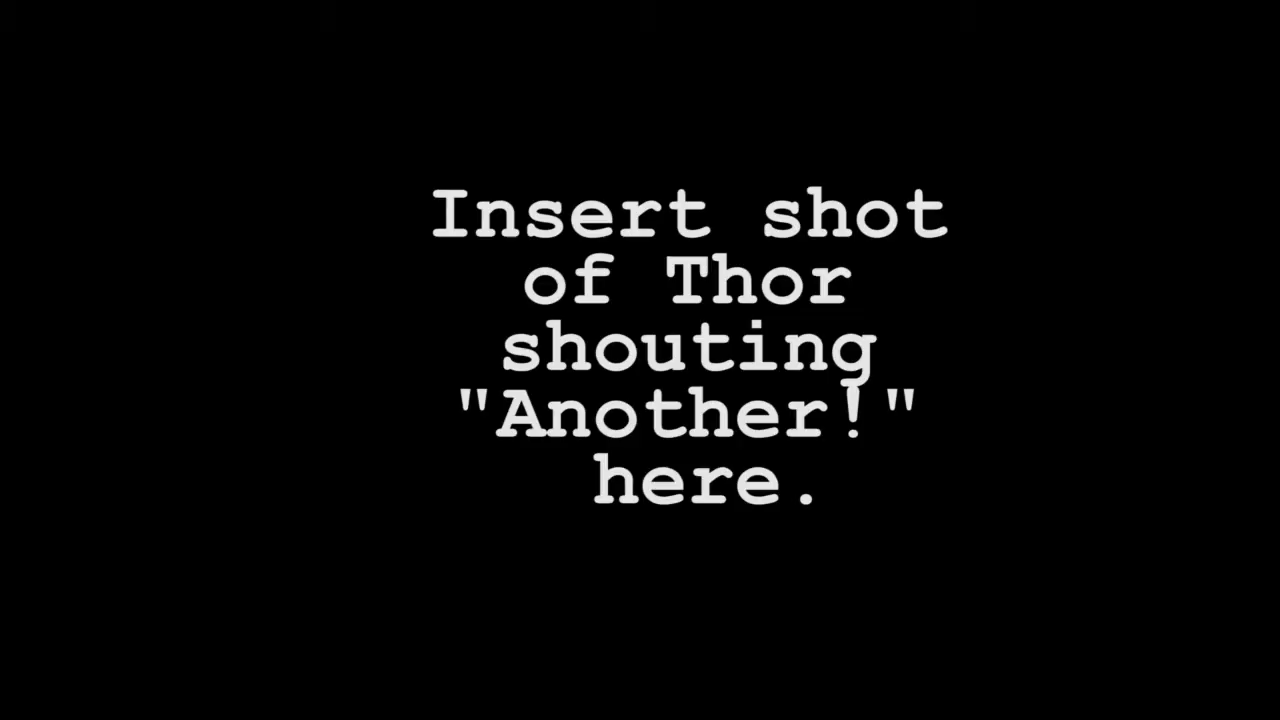 Insert shot
of Thor
shouting
"Another!"
here.